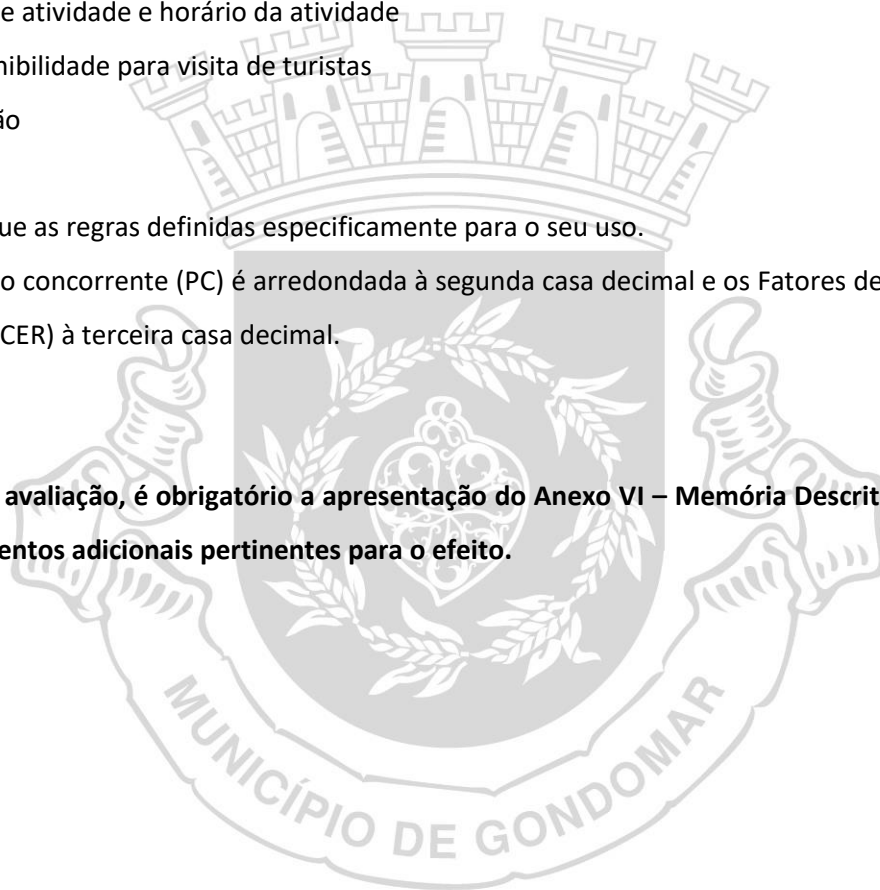 e atividade e horário da atividade
nibilidade para visita de turistas
ão
ue as regras definidas especificamente para o seu uso.
o concorrente (PC) é arredondada à segunda casa decimal e os Fatores de
CER) à terceira casa decimal.
avaliação, é obrigatório a apresentação do Anexo VI – Memória Descrit
entos adicionais pertinentes para o efeito.
MUNICÍPIO DE GONDOMAR